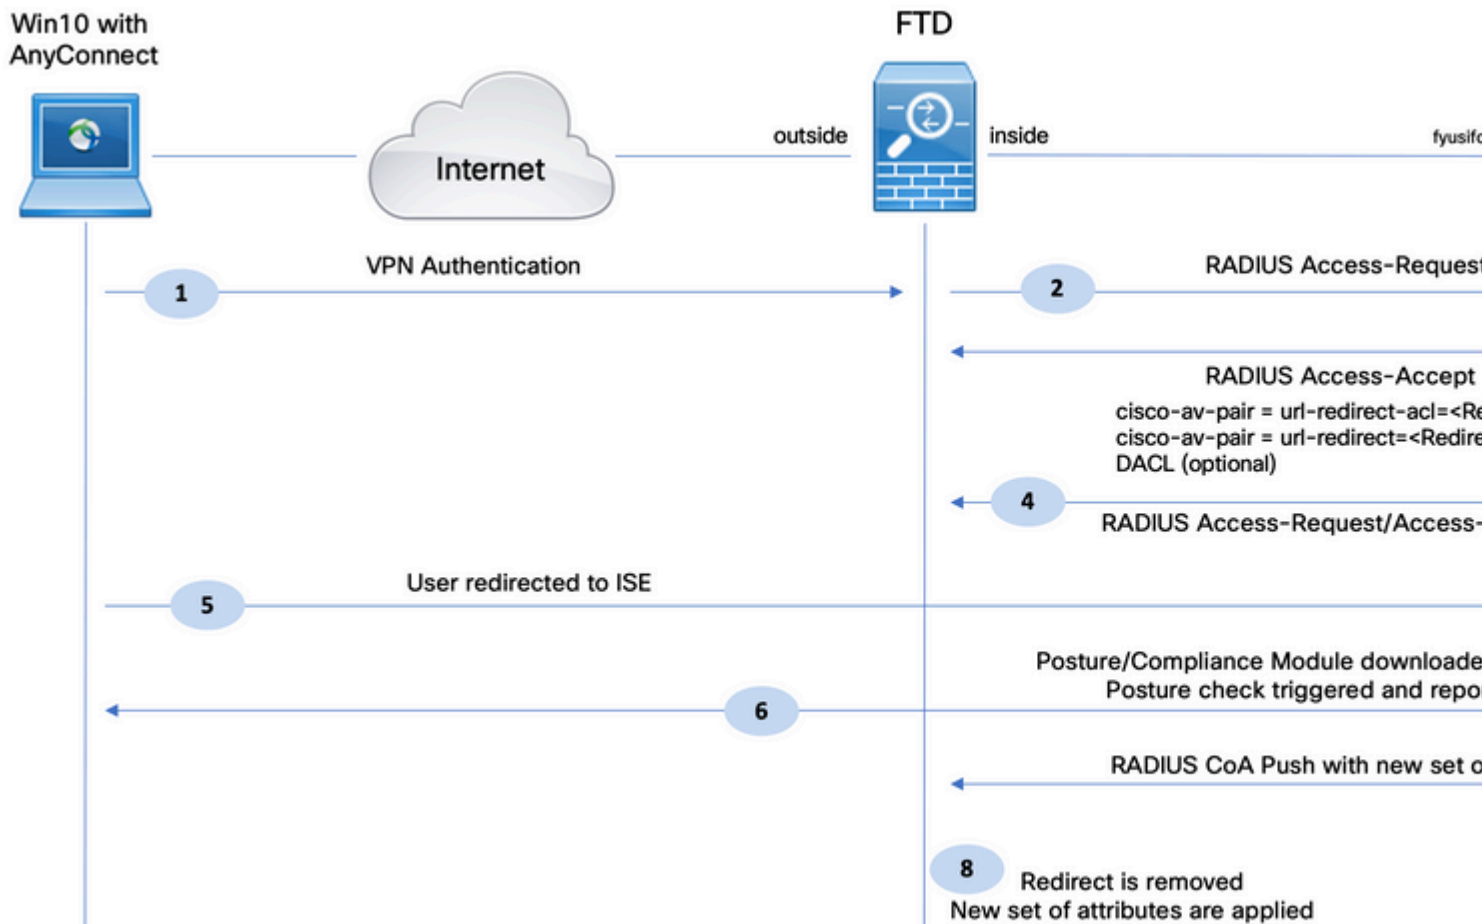 Win10 with
AnyConnect
FTD
Internet
outside
inside
VPN Authentication
1
2
RADIUS Access-Request
RADIUS Access-Accept
cisco-av-pair = url-redirect-acl=<Re
cisco-av-pair = url-redirect=<Redire
DACL (optional)
4
RADIUS Access-Request/Access-
User redirected to ISE
5
Posture/Compliance Module downloade
Posture check triggered and repor
6
RADIUS CoA Push with new set o
8
Redirect is removed
New set of attributes are applied